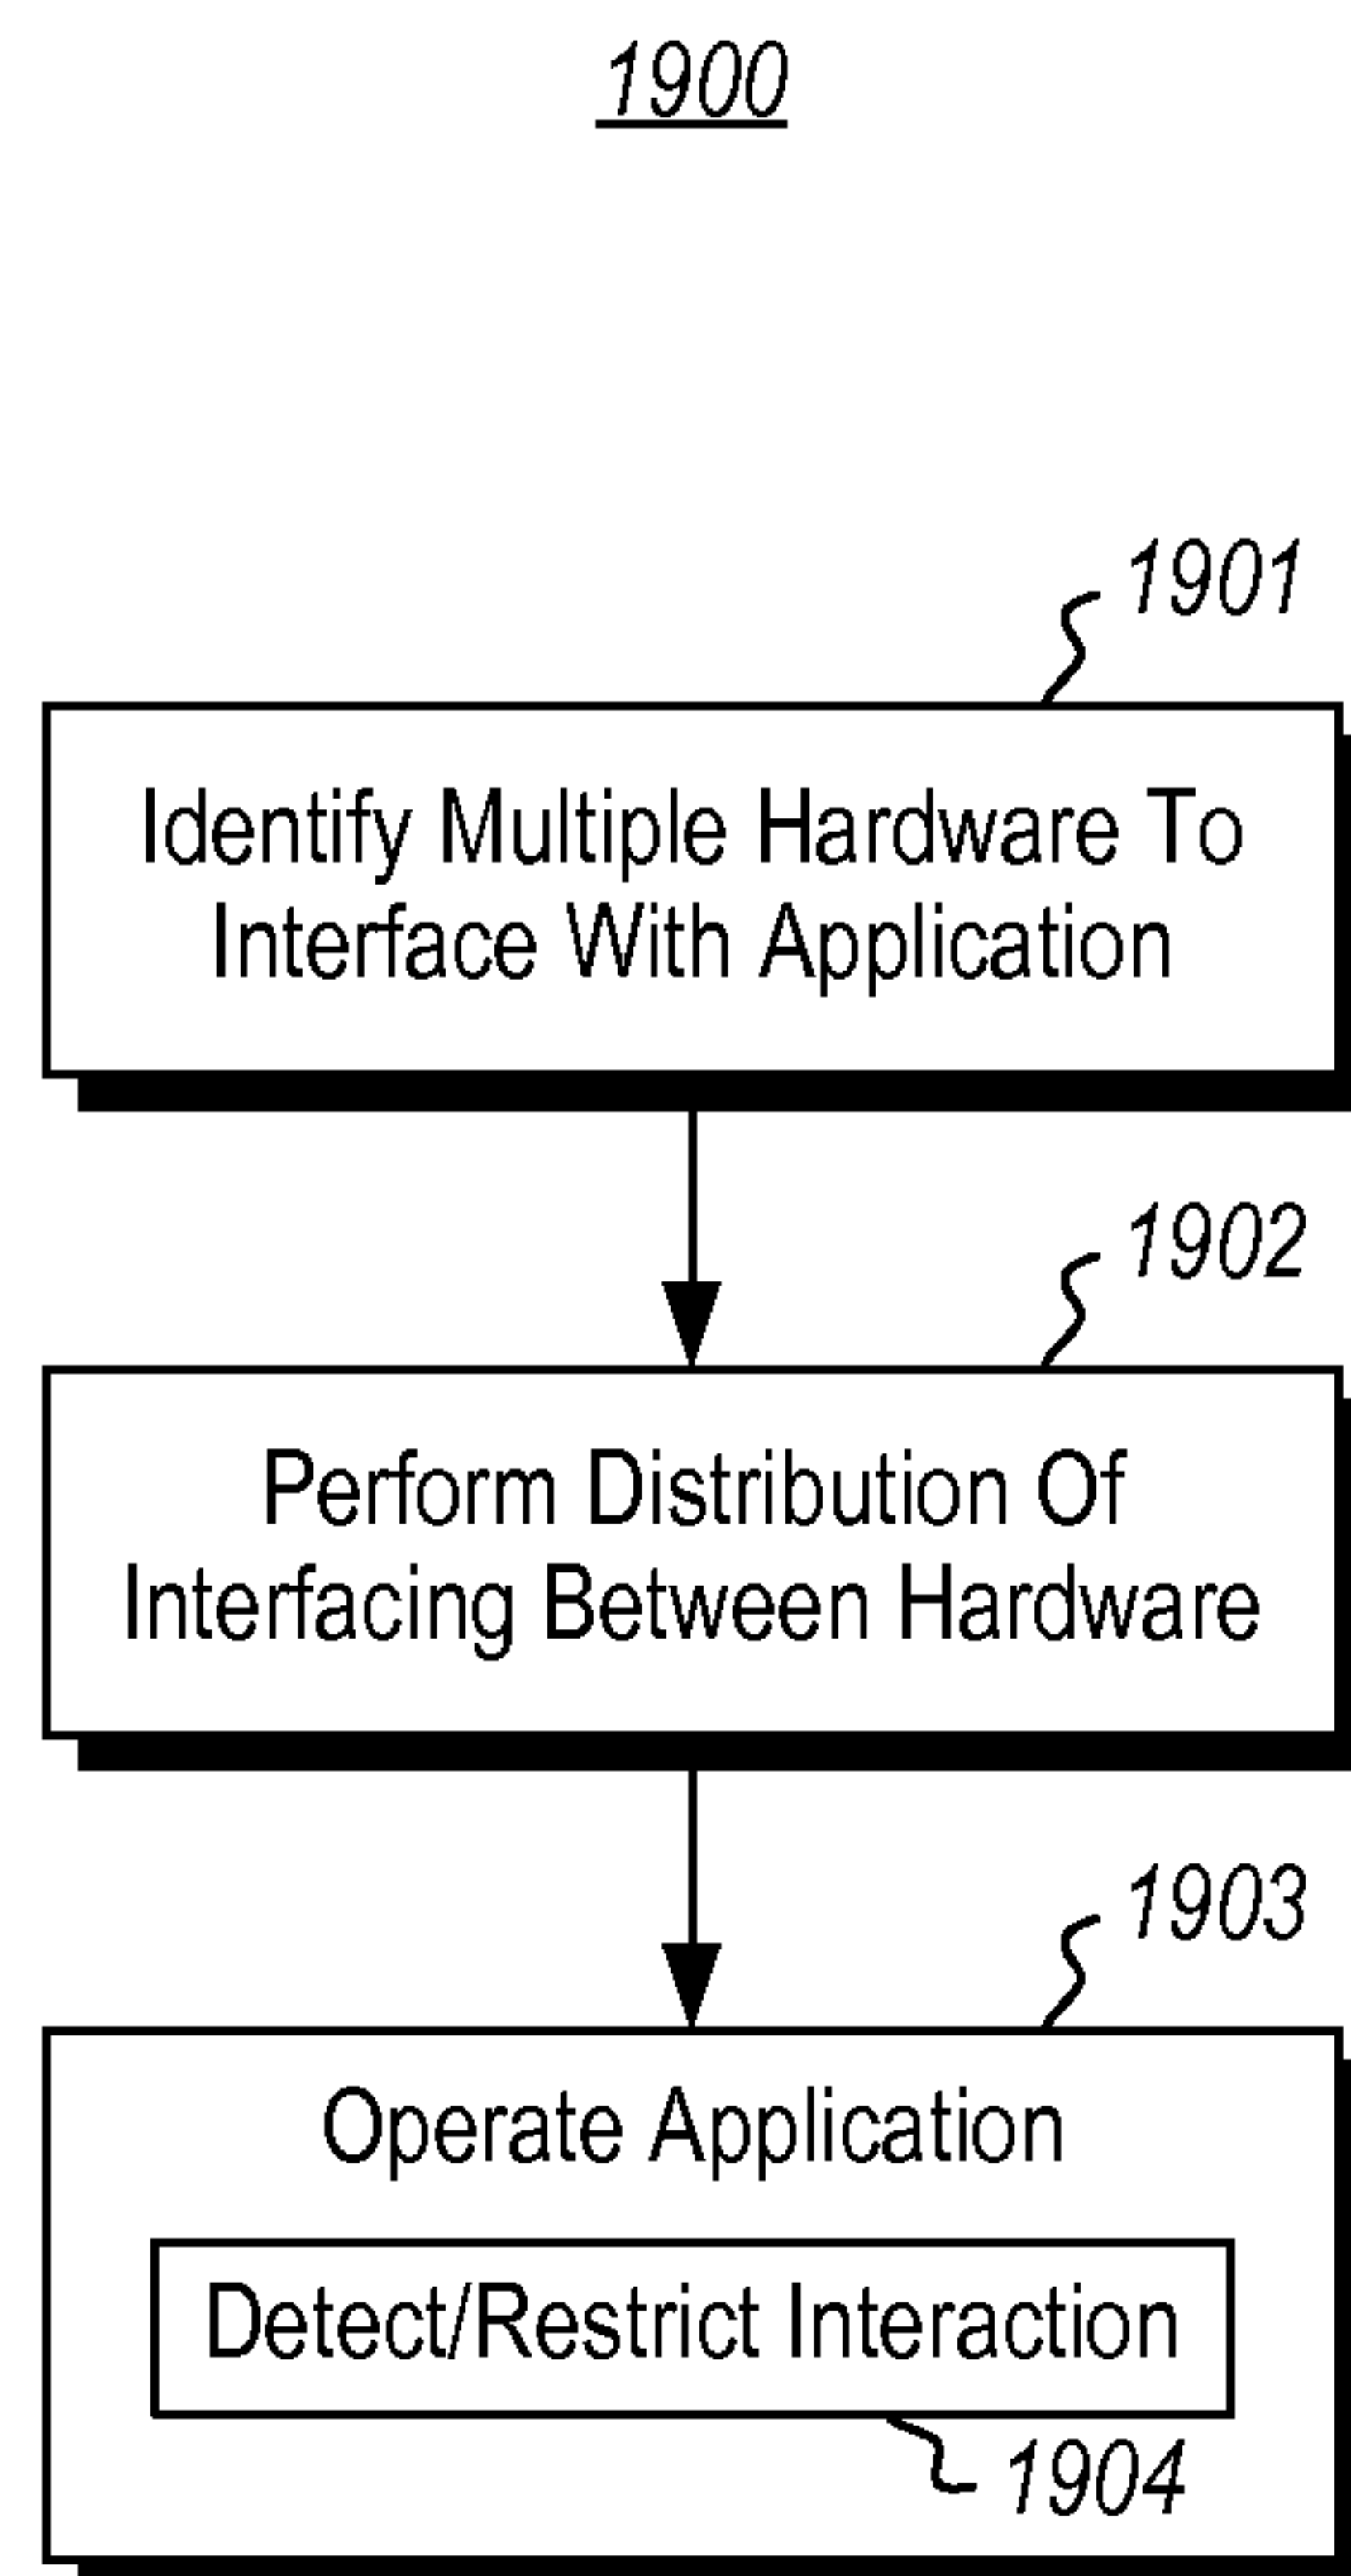 1900
1901
Identify Multiple Hardware To
Interface With Application
1902
Perform Distribution Of
Interfacing Between Hardware
1903
Operate Application
Detect/Restrict Interaction
1904